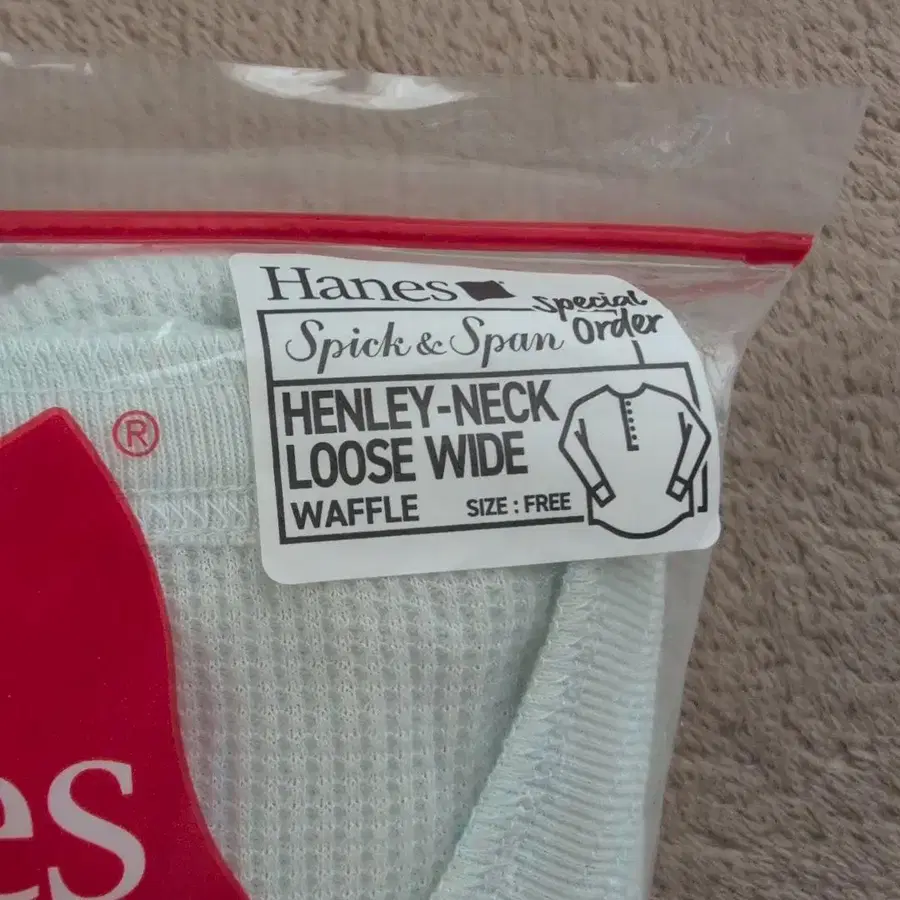 Hanes
Special
Order
Spick & Span
HENLEY-NECK
LOOSE WIDE
WAFFLE SIZE : FREE
®
es